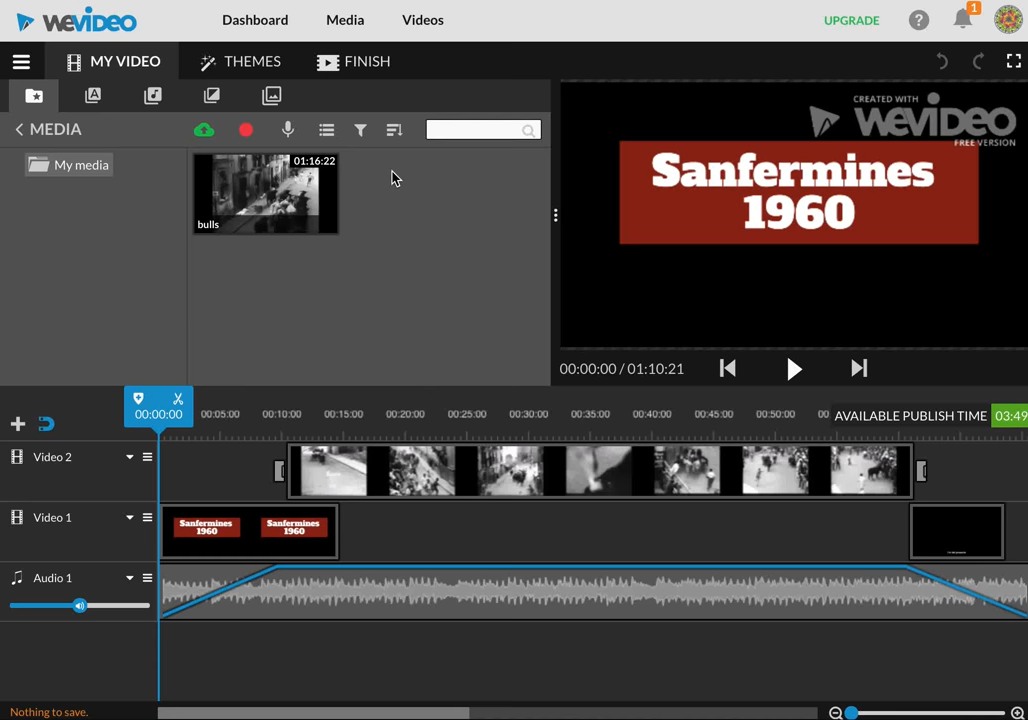 WeVIDEO
Dashboard
Media
Videos
UPGRADE
?
1
MY VIDEO
THEMES
FINISH
A
MEDIA
My media
01:16:22
bulls
CREATED WITH
WEVIDEO
FREE VERSION
Sanfermines
1960
00:00:00 / 01:10:21
00:00:00
00:05:00
00:10:00
00:15:00
00:20:00
00:25:00
00:30:00
00:35:00
00:40:00
00:45:00
00:50:00
00
AVAILABLE PUBLISH TIME
03:49
Video 2
Video 1
Sanfermines
1960
Sanfermines
1960
Audio 1
Nothing to save.